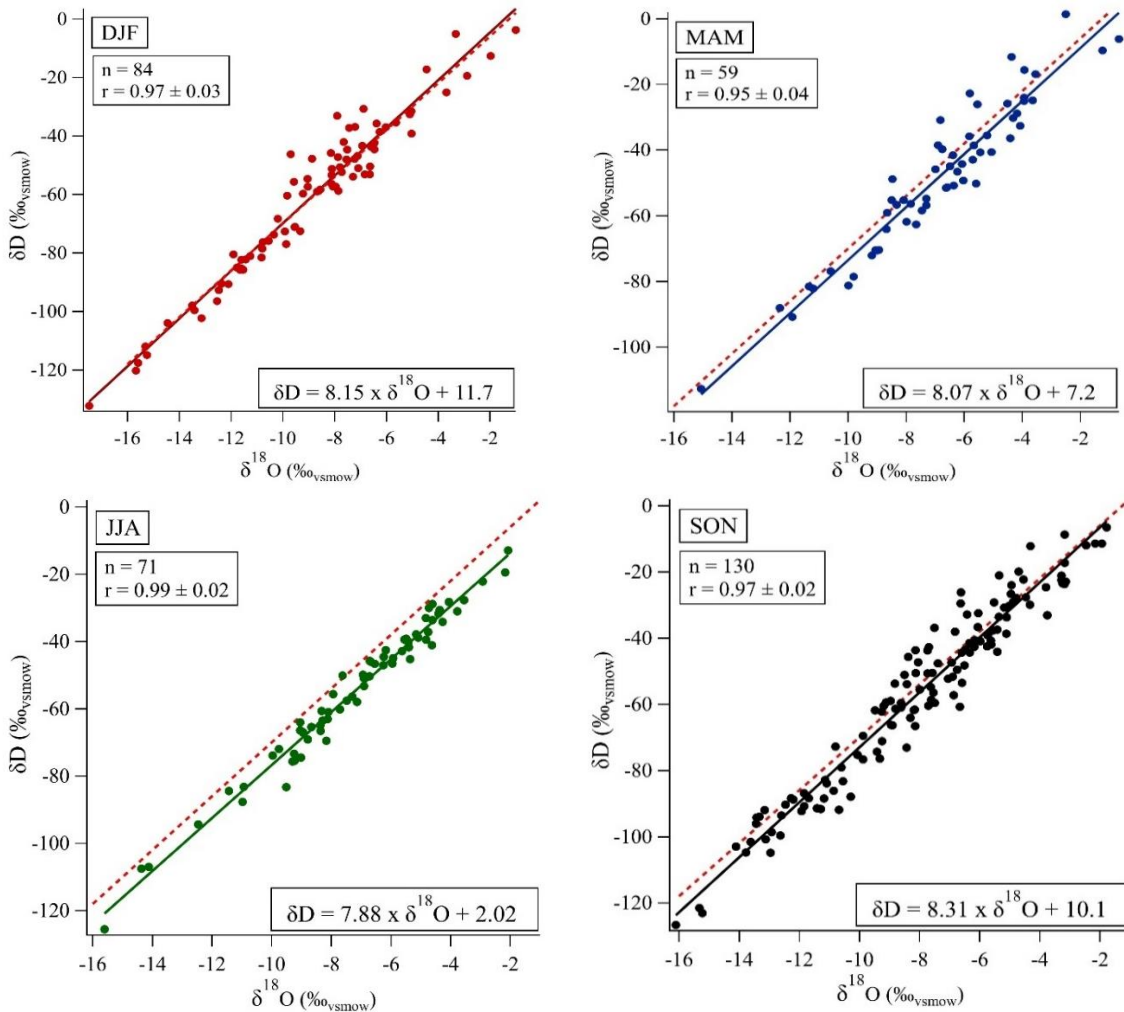 DJF
n = 84
r = 0.97 ± 0.03
0
-20
-40
-60
-80
-100
-120
δD (‰vsmow)
δD = 8.15 x δ¹⁸O + 11.7
-16 -14 -12 -10 -8 -6 -4 -2
δ¹⁸O (‰vsmow)
MAM
n = 59
r = 0.95 ± 0.04
0
-20
-40
-60
-80
-100
δD (‰vsmow)
δD = 8.07 x δ¹⁸O + 7.2
-16 -14 -12 -10 -8 -6 -4 -2
δ¹⁸O (‰vsmow)
JJA
n = 71
r = 0.99 ± 0.02
0
-20
-40
-60
-80
-100
-120
δD (‰vsmow)
δD = 7.88 x δ¹⁸O + 2.02
-16 -14 -12 -10 -8 -6 -4 -2
δ¹⁸O (‰vsmow)
SON
n = 130
r = 0.97 ± 0.02
0
-20
-40
-60
-80
-100
-120
δD (‰vsmow)
δD = 8.31 x δ¹⁸O + 10.1
-16 -14 -12 -10 -8 -6 -4 -2
δ¹⁸O (‰vsmow)